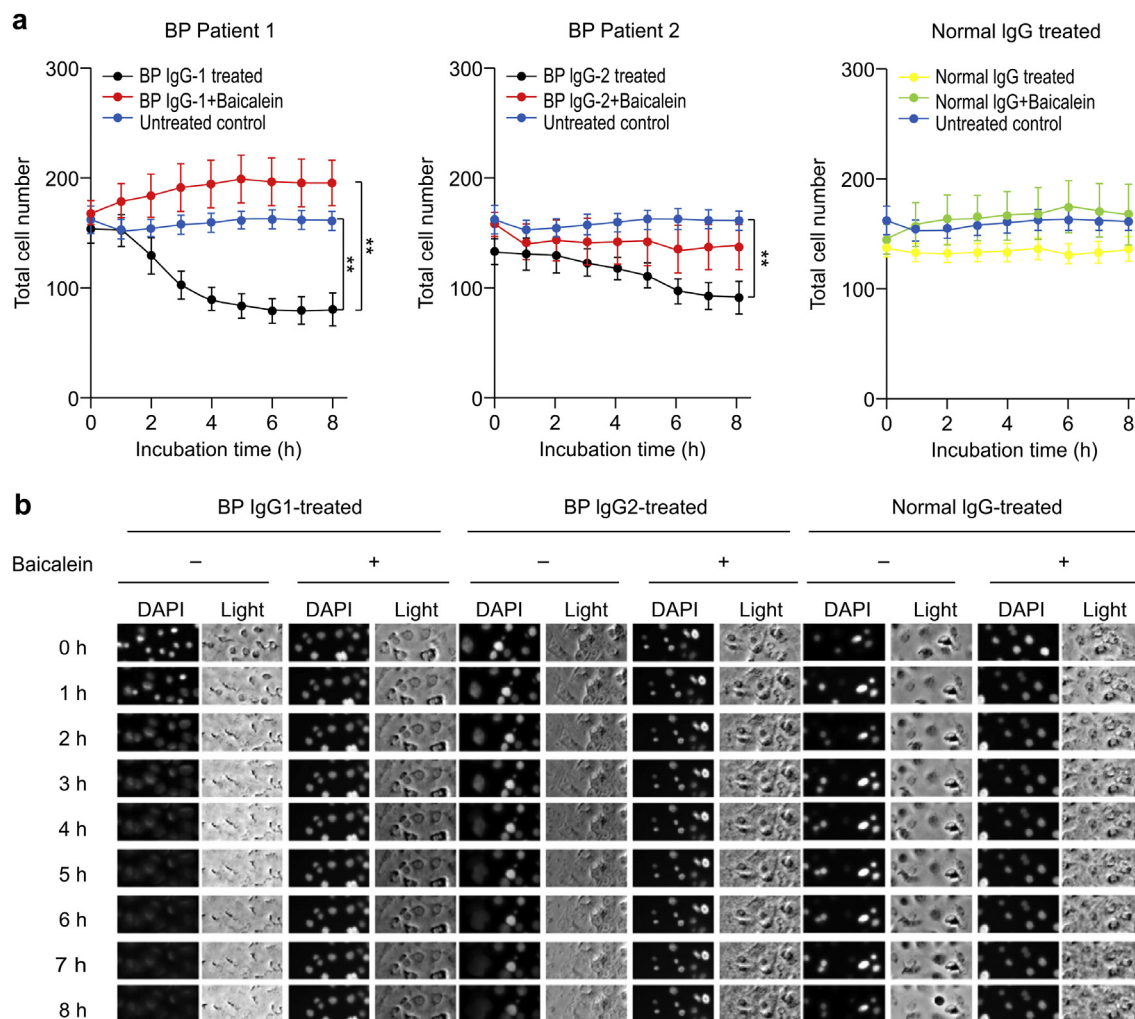 a
BP Patient 1
BP Patient 2
Normal IgG treated
300
200
100
0
Total cell number
BP IgG-1 treated
BP IgG-1+Baicalein
Untreated control
**
**
0 2 4 6 8
Incubation time (h)
300
200
100
0
Total cell number
BP IgG-2 treated
BP IgG-2+Baicalein
Untreated control
**
0 2 4 6 8
Incubation time (h)
300
200
100
0
Total cell number
Normal IgG treated
Normal IgG+Baicalein
Untreated control
0 2 4 6 8
Incubation time (h)
b
BP IgG1-treated BP IgG2-treated Normal IgG-treated
Baicalein – + – + – +
DAPI Light DAPI Light DAPI Light DAPI Light DAPI Light DAPI Light
0 h
1 h
2 h
3 h
4 h
5 h
6 h
7 h
8 h